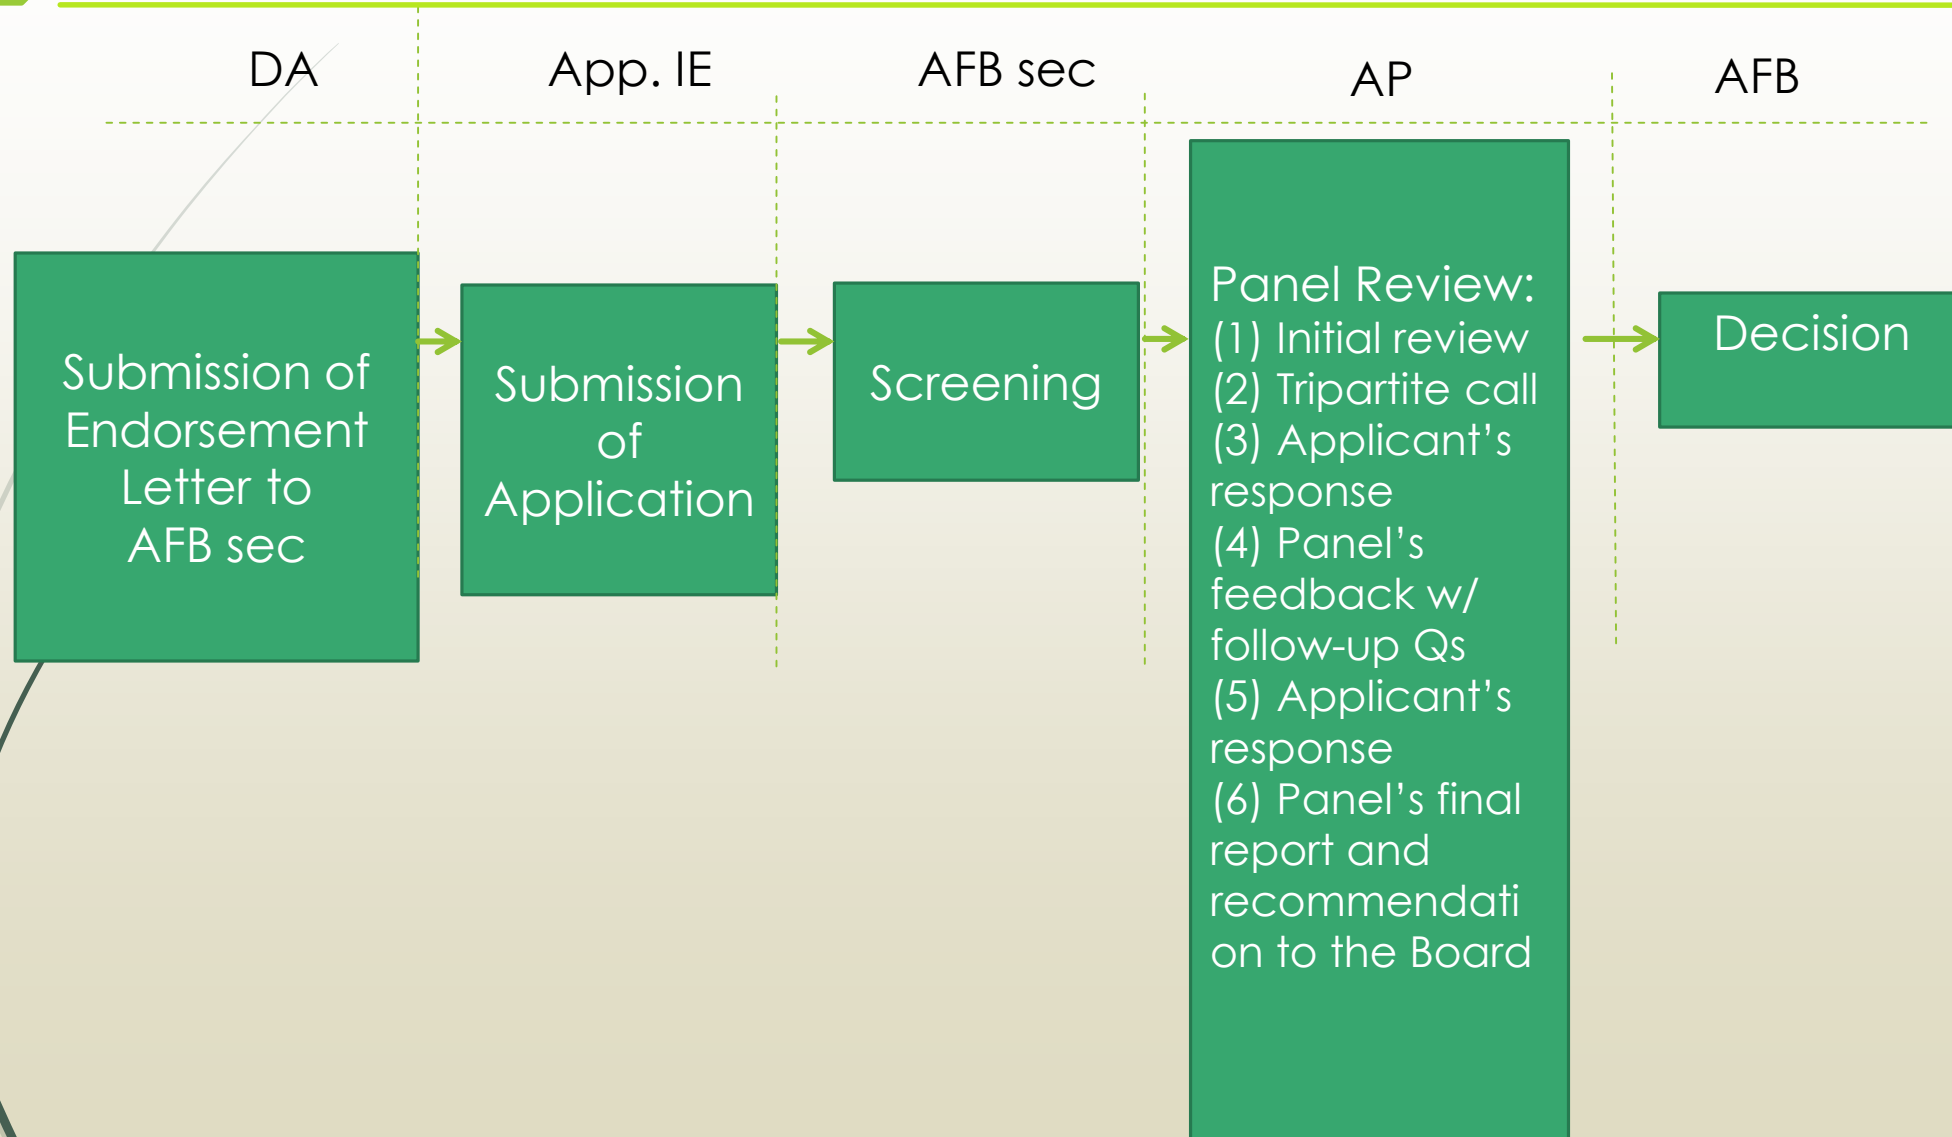 DA
App. IE
AFB sec
AP
AFB
Submission of
Endorsement
Letter to
AFB sec
Submission
of
Application
Screening
Panel Review:
(1) Initial review
(2) Tripartite call
(3) Applicant’s
response
(4) Panel’s
feedback w/
follow-up Qs
(5) Applicant’s
response
(6) Panel’s final
report and
recommendati
on to the Board
Decision